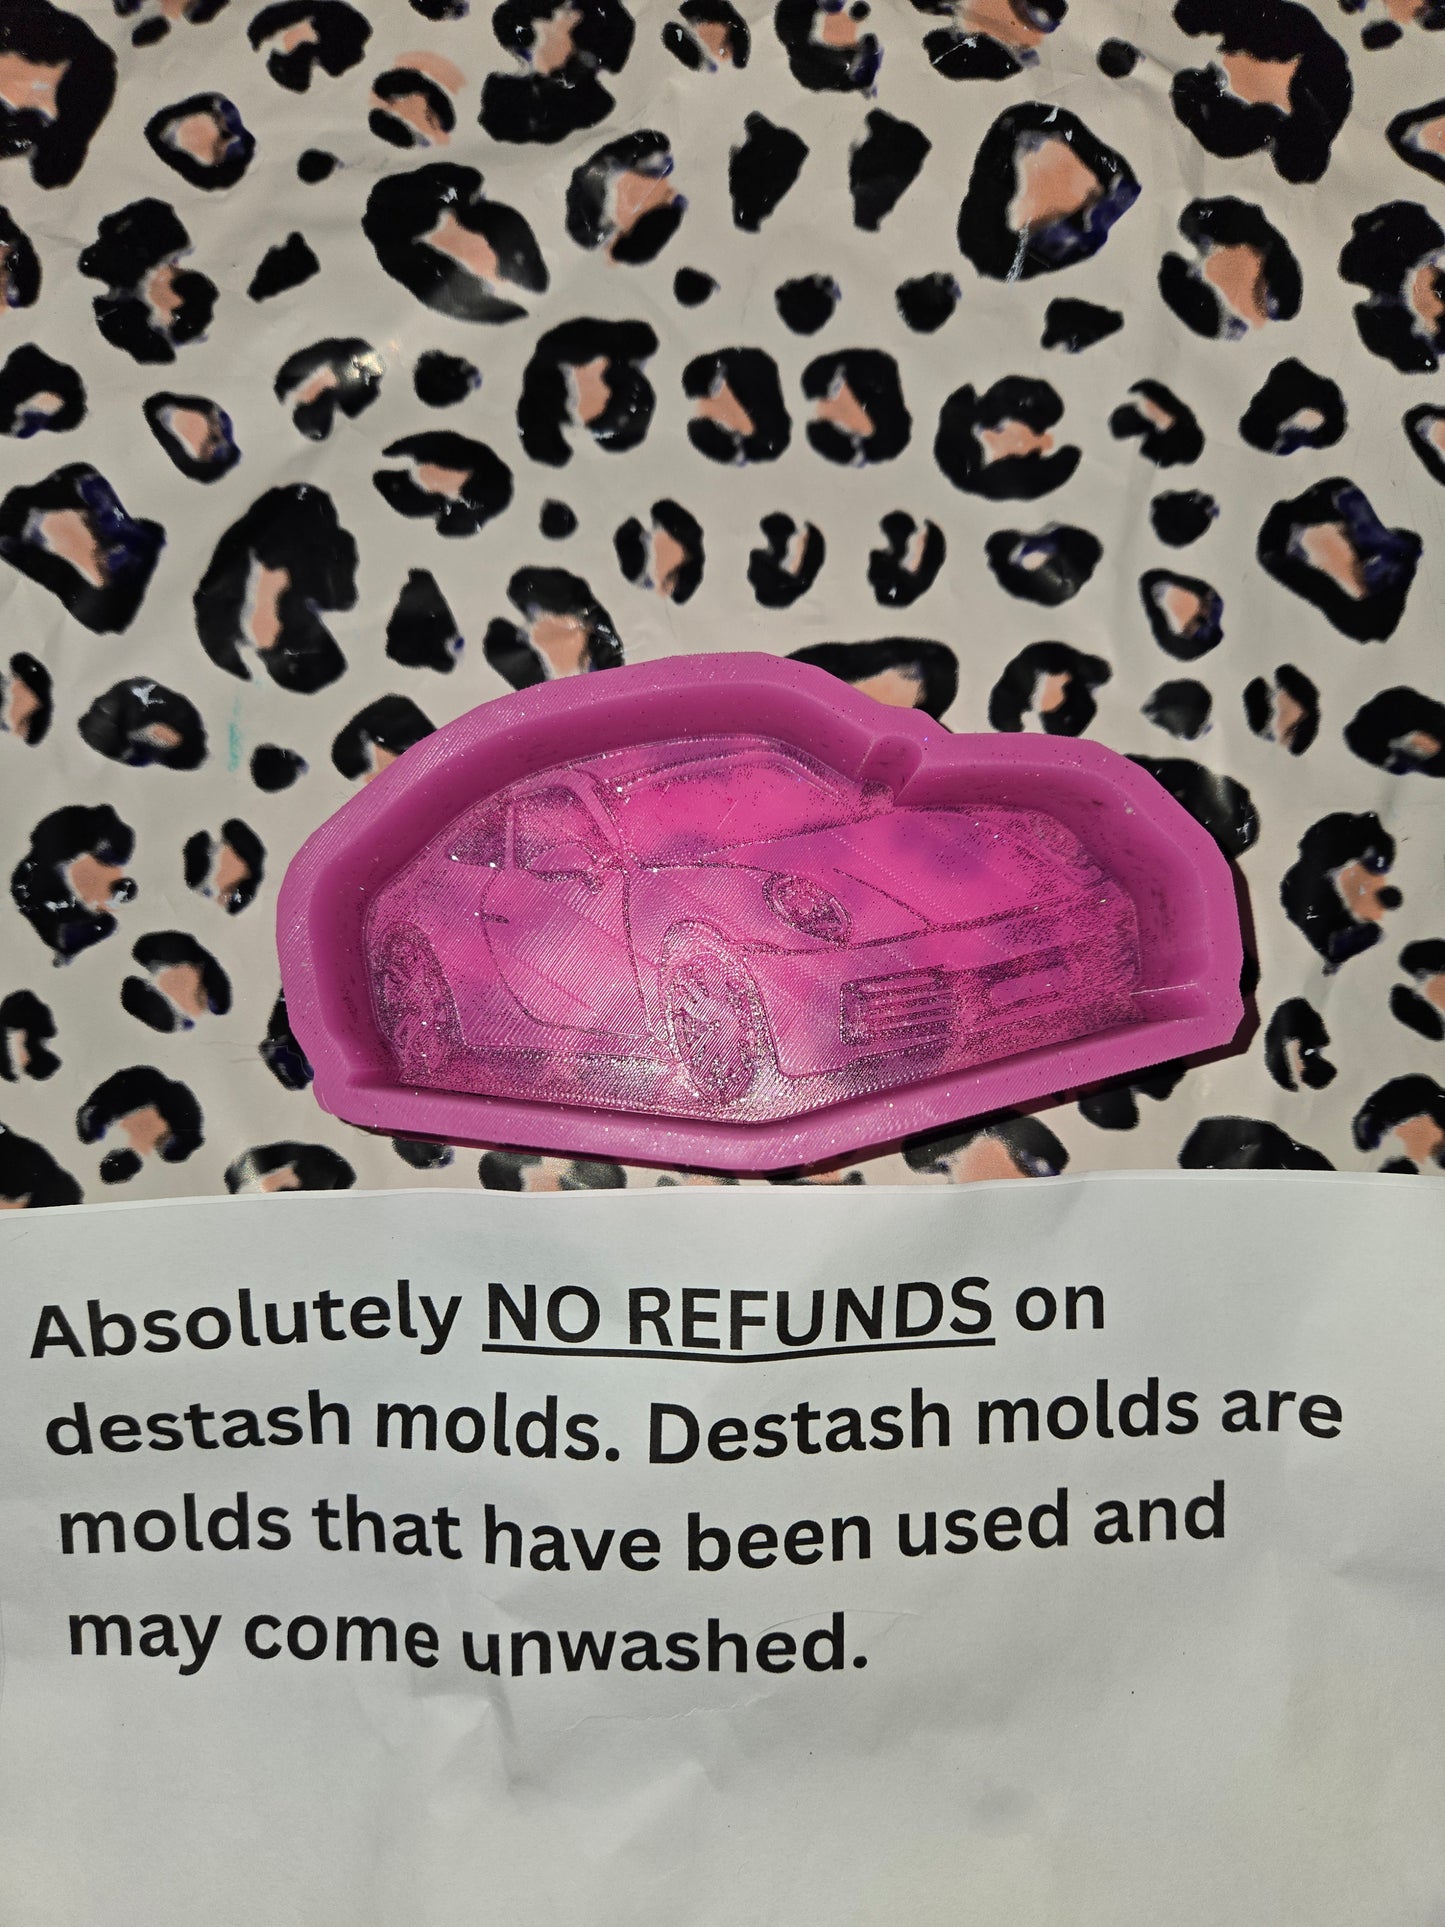 Absolutely NO REFUNDS on
destash molds. Destash molds are
molds that have been used and
may come unwashed.